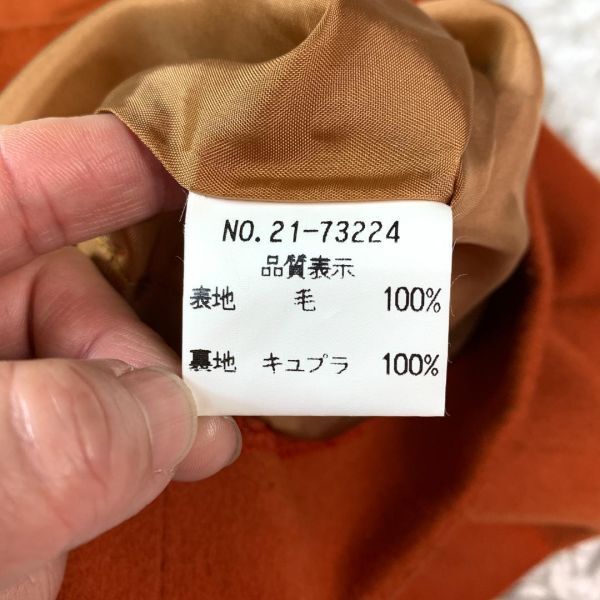 NO. 21-73224
品質表示
表地 毛 100%
裏地 キュプラ 100%